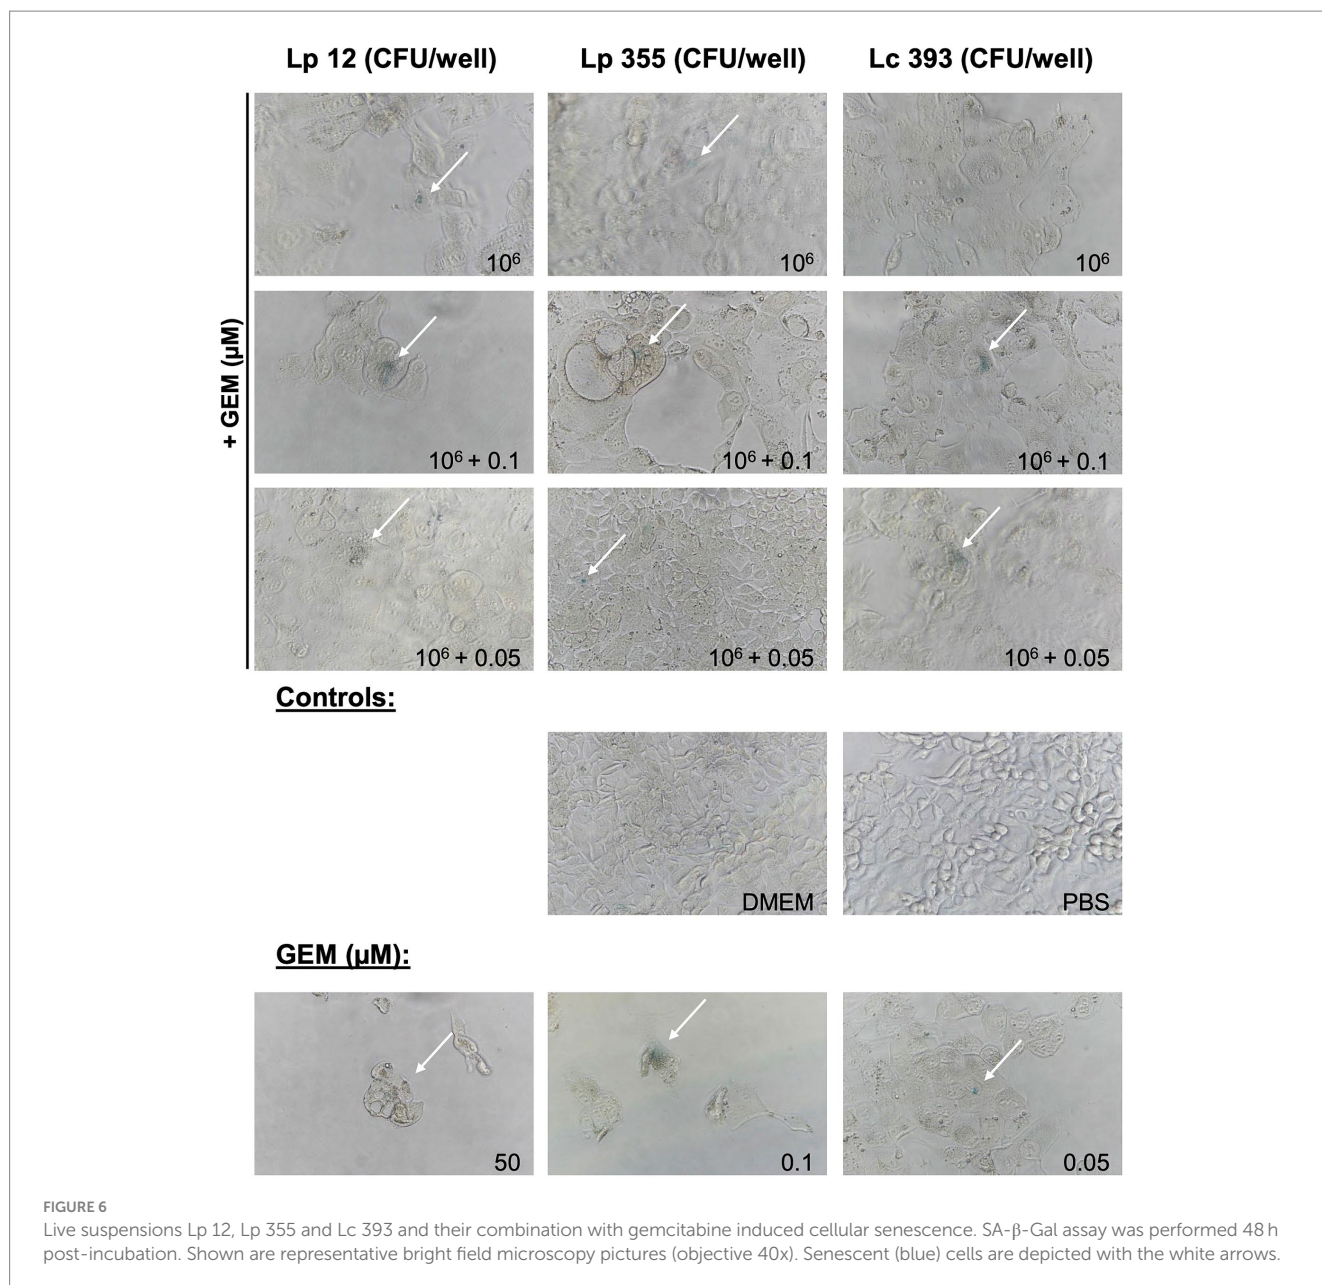 Lp 12 (CFU/well) Lp 355 (CFU/well) Lc 393 (CFU/well)
+ GEM (µM)
10⁶ 10⁶ 10⁶
10⁶ + 0.1 10⁶ + 0.1 10⁶ + 0.1
10⁶ + 0.05 10⁶ + 0.05 10⁶ + 0.05
Controls:
DMEM PBS
GEM (µM):
50 0.1 0.05
FIGURE 6
Live suspensions Lp 12, Lp 355 and Lc 393 and their combination with gemcitabine induced cellular senescence. SA-β-Gal assay was performed 48 h
post-incubation. Shown are representative bright field microscopy pictures (objective 40x). Senescent (blue) cells are depicted with the white arrows.